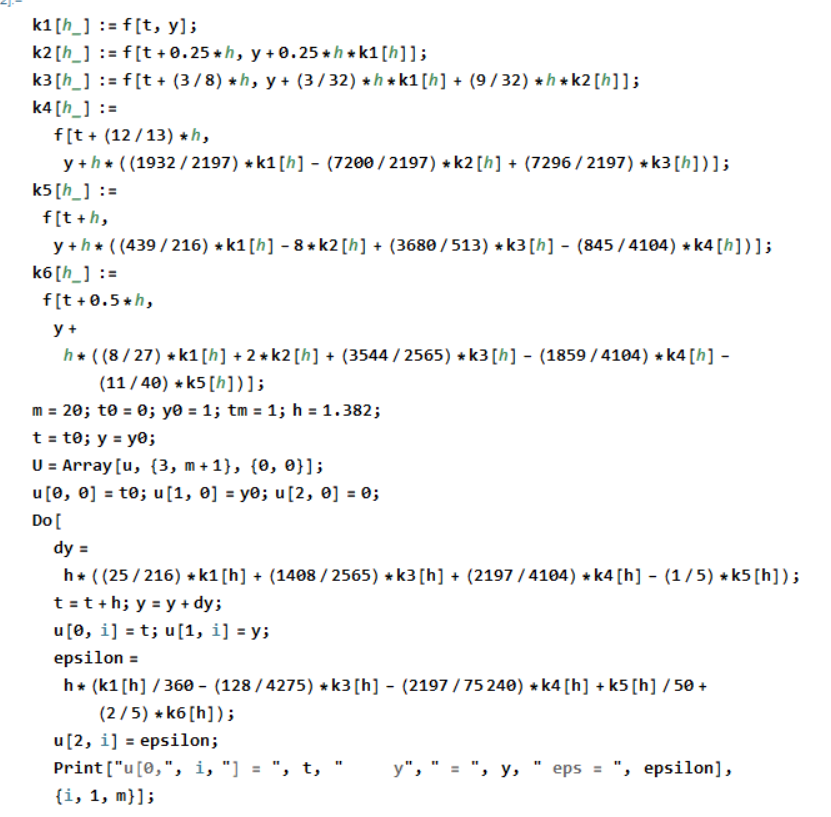 k1[h_] := f[t, y];
k2[h_] := f[t + 0.25 * h, y + 0.25 * h * k1[h]];
k3[h_] := f[t + (3 / 8) * h, y + (3 / 32) * h * k1[h] + (9 / 32) * h * k2[h]];
k4[h_] :=
f[t + (12 / 13) * h,
y + h * ((1932 / 2197) * k1[h] - (7200 / 2197) * k2[h] + (7296 / 2197) * k3[h])];
k5[h_] :=
f[t + h,
y + h * ((439 / 216) * k1[h] - 8 * k2[h] + (3680 / 513) * k3[h] - (845 / 4104) * k4[h])];
k6[h_] :=
f[t + 0.5 * h,
y +
h * ((8 / 27) * k1[h] + 2 * k2[h] + (3544 / 2565) * k3[h] - (1859 / 4104) * k4[h] -
(11 / 40) * k5[h])];
m = 20; t0 = 0; y0 = 1; tm = 1; h = 1.382;
t = t0; y = y0;
U = Array[u, {3, m + 1}, {0, 0}];
u[0, 0] = t0; u[1, 0] = y0; u[2, 0] = 0;
Do[
dy =
h * ((25 / 216) * k1[h] + (1408 / 2565) * k3[h] + (2197 / 4104) * k4[h] - (1 / 5) * k5[h]);
t = t + h; y = y + dy;
u[0, i] = t; u[1, i] = y;
epsilon =
h * (k1[h] / 360 - (128 / 4275) * k3[h] - (2197 / 75 240) * k4[h] + k5[h] / 50 +
(2 / 5) * k6[h]);
u[2, i] = epsilon;
Print["u[0,", i, "] = ", t, "     y", " = ", y, " eps = ", epsilon],
{i, 1, m}];